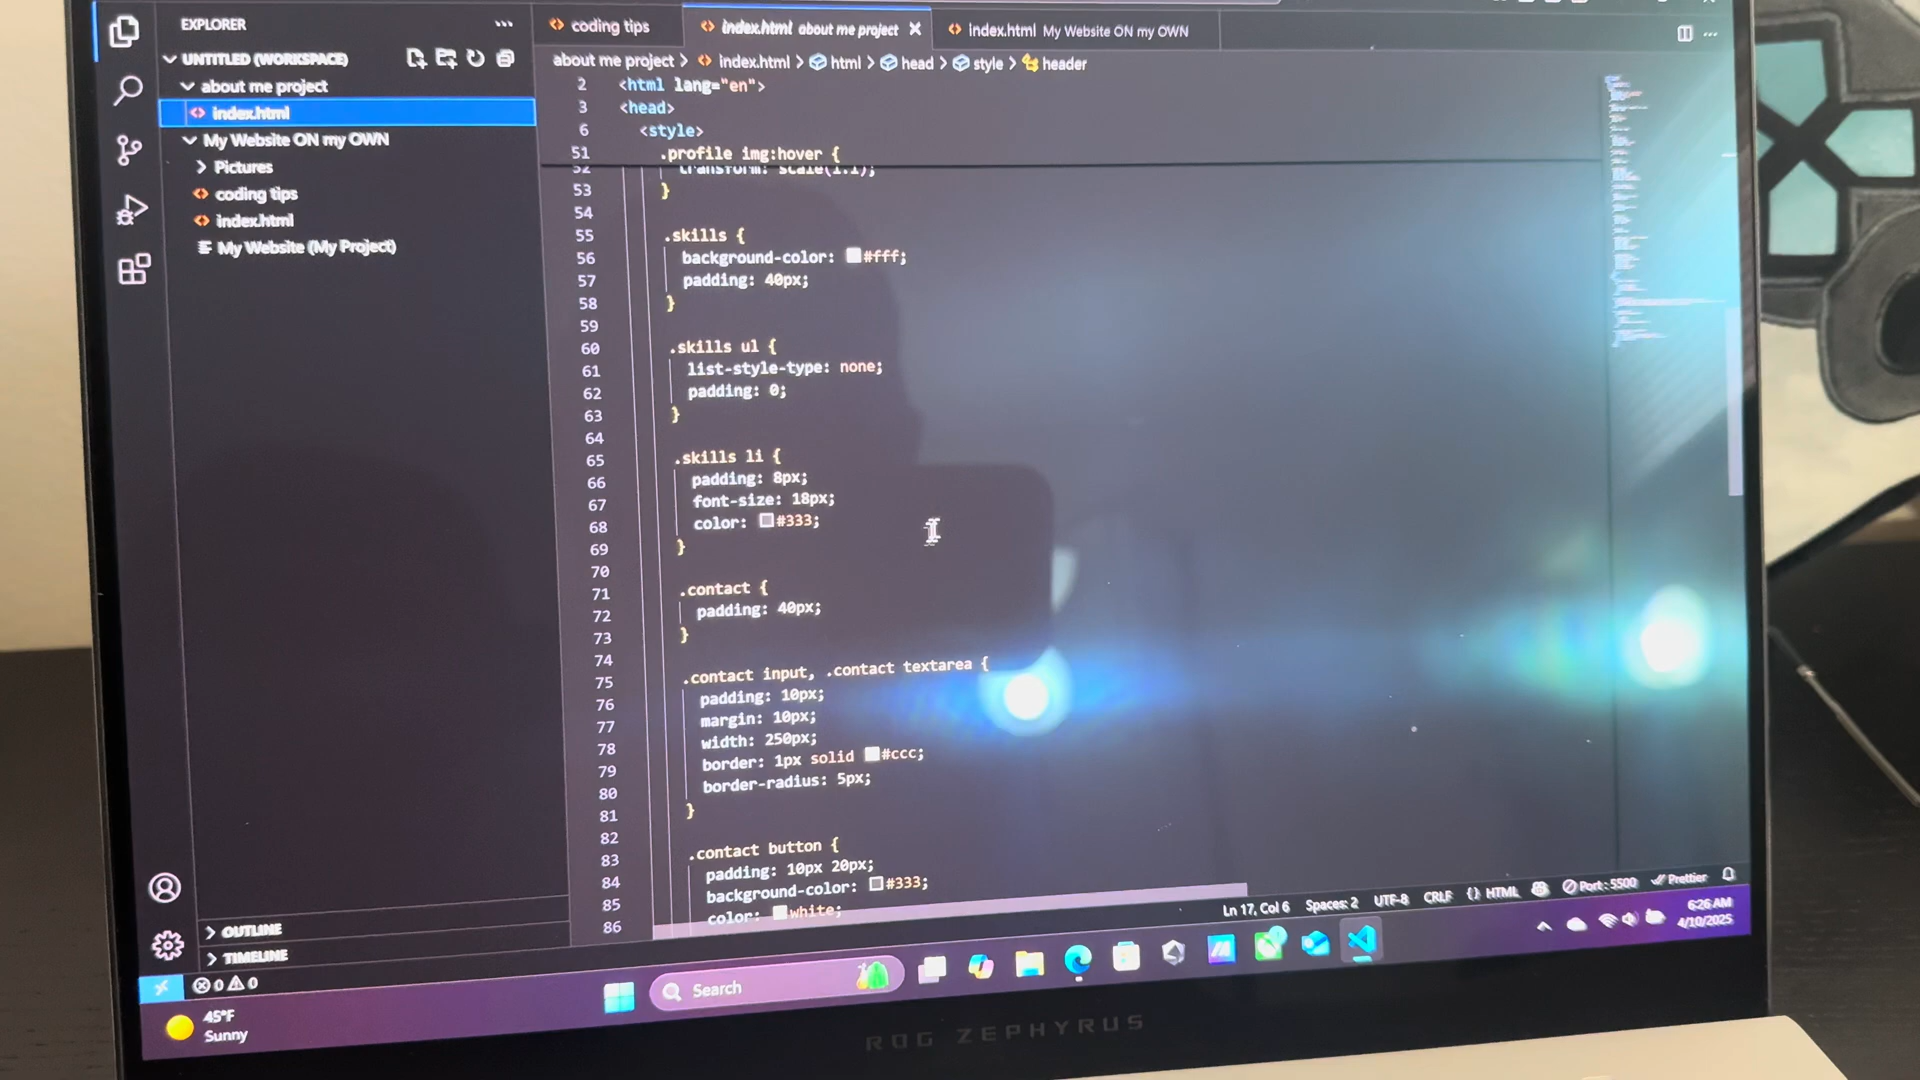 EXPLORER
UNTITLED (WORKSPACE)
about me project
index.html
My Website ON my OWN
Pictures
coding tips
index.html
My Website (My Project)
OUTLINE
TIMELINE
coding tips
index.html about me project
index.html My Website ON my OWN
about me project > index.html > html > head > style > header
2 <html lang="en">
3 <head>
6 <style>
51 .profile img:hover {
52 transform: scale(1.1);
53 }
54
55 .skills {
56 background-color: #fff;
57 padding: 40px;
58 }
59
60 .skills ul {
61 list-style-type: none;
62 padding: 0;
63 }
64
65 .skills li {
66 padding: 8px;
67 font-size: 18px;
68 color: #333;
69 }
70
71 .contact {
72 padding: 40px;
73 }
74
75 .contact input, .contact textarea {
76 padding: 10px;
77 margin: 10px;
78 width: 250px;
79 border: 1px solid #ccc;
80 border-radius: 5px;
81 }
82
83 .contact button {
84 padding: 10px 20px;
85 background-color: #333;
86 color: white;
0 0
Ln 17, Col 6 Spaces: 2 UTF-8 CRLF {} HTML Port: 5500 Prettier
45°F
Sunny
Search
6:26 AM
4/10/2025
ROG ZEPHYRUS